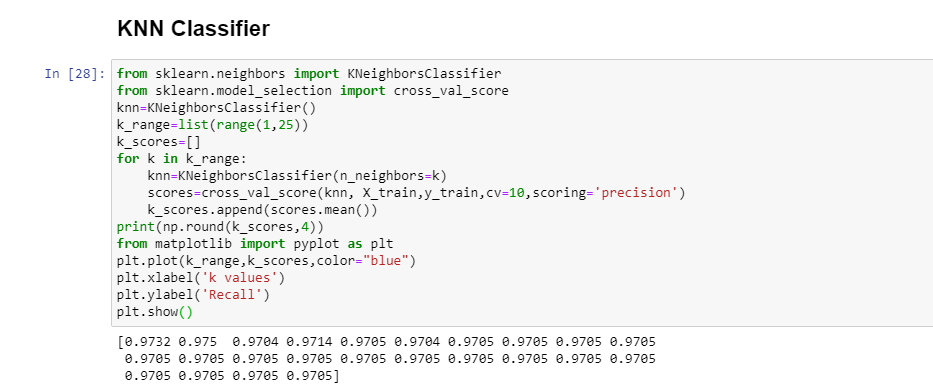 KNN Classifier
In [28]: from sklearn.neighbors import KNeighborsClassifier
from sklearn.model_selection import cross_val_score
knn=KNeighborsClassifier()
k_range=list(range(1,25))
k_scores=[]
for k in k_range:
    knn=KNeighborsClassifier(n_neighbors=k)
    scores=cross_val_score(knn, X_train,y_train,cv=10,scoring='precision')
    k_scores.append(scores.mean())
print(np.round(k_scores,4))
from matplotlib import pyplot as plt
plt.plot(k_range,k_scores,color="blue")
plt.xlabel('k values')
plt.ylabel('Recall')
plt.show()
[0.9732 0.975  0.9704 0.9714 0.9705 0.9704 0.9705 0.9705 0.9705 0.9705
 0.9705 0.9705 0.9705 0.9705 0.9705 0.9705 0.9705 0.9705 0.9705 0.9705
 0.9705 0.9705 0.9705 0.9705]